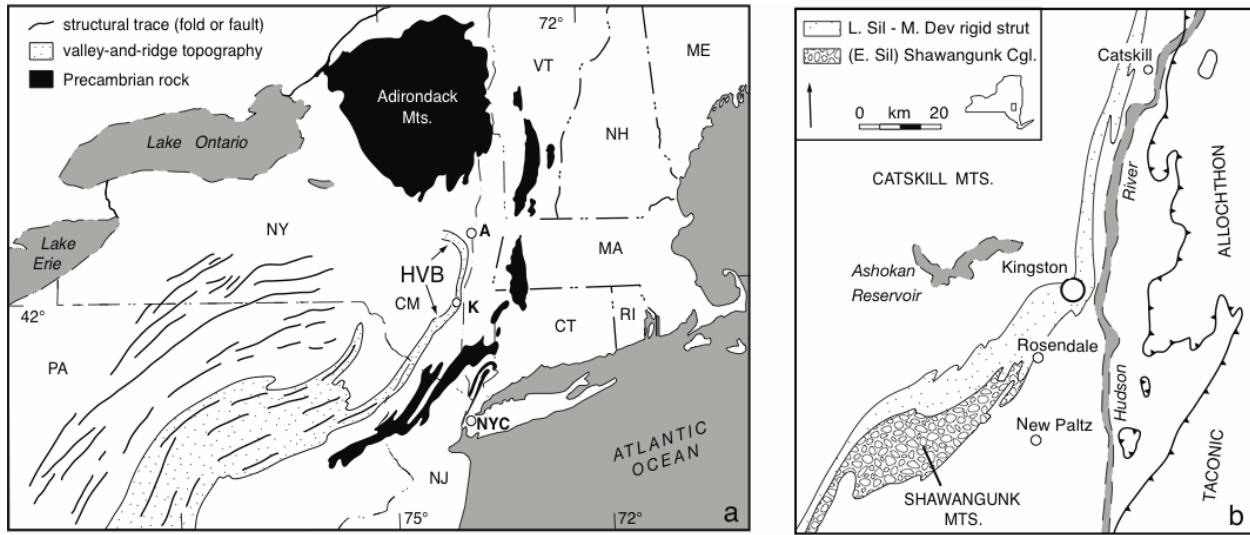 structural trace (fold or fault)
valley-and-ridge topography
Precambrian rock
72°
ME
VT
Adirondack
Mts.
NH
Lake Ontario
NY
A
MA
Lake
Erie
HVB
CM
K
42°
CT
RI
PA
NYC
ATLANTIC
OCEAN
NJ
75°
72°
a
L. Sil - M. Dev rigid strut
(E. Sil) Shawangunk Cgl.
0 km 20
Catskill
CATSKILL MTS.
River
ALLOCHTHON
Ashokan
Reservoir
Kingston
Rosendale
Hudson
New Paltz
TACONIC
SHAWANGUNK
MTS.
b